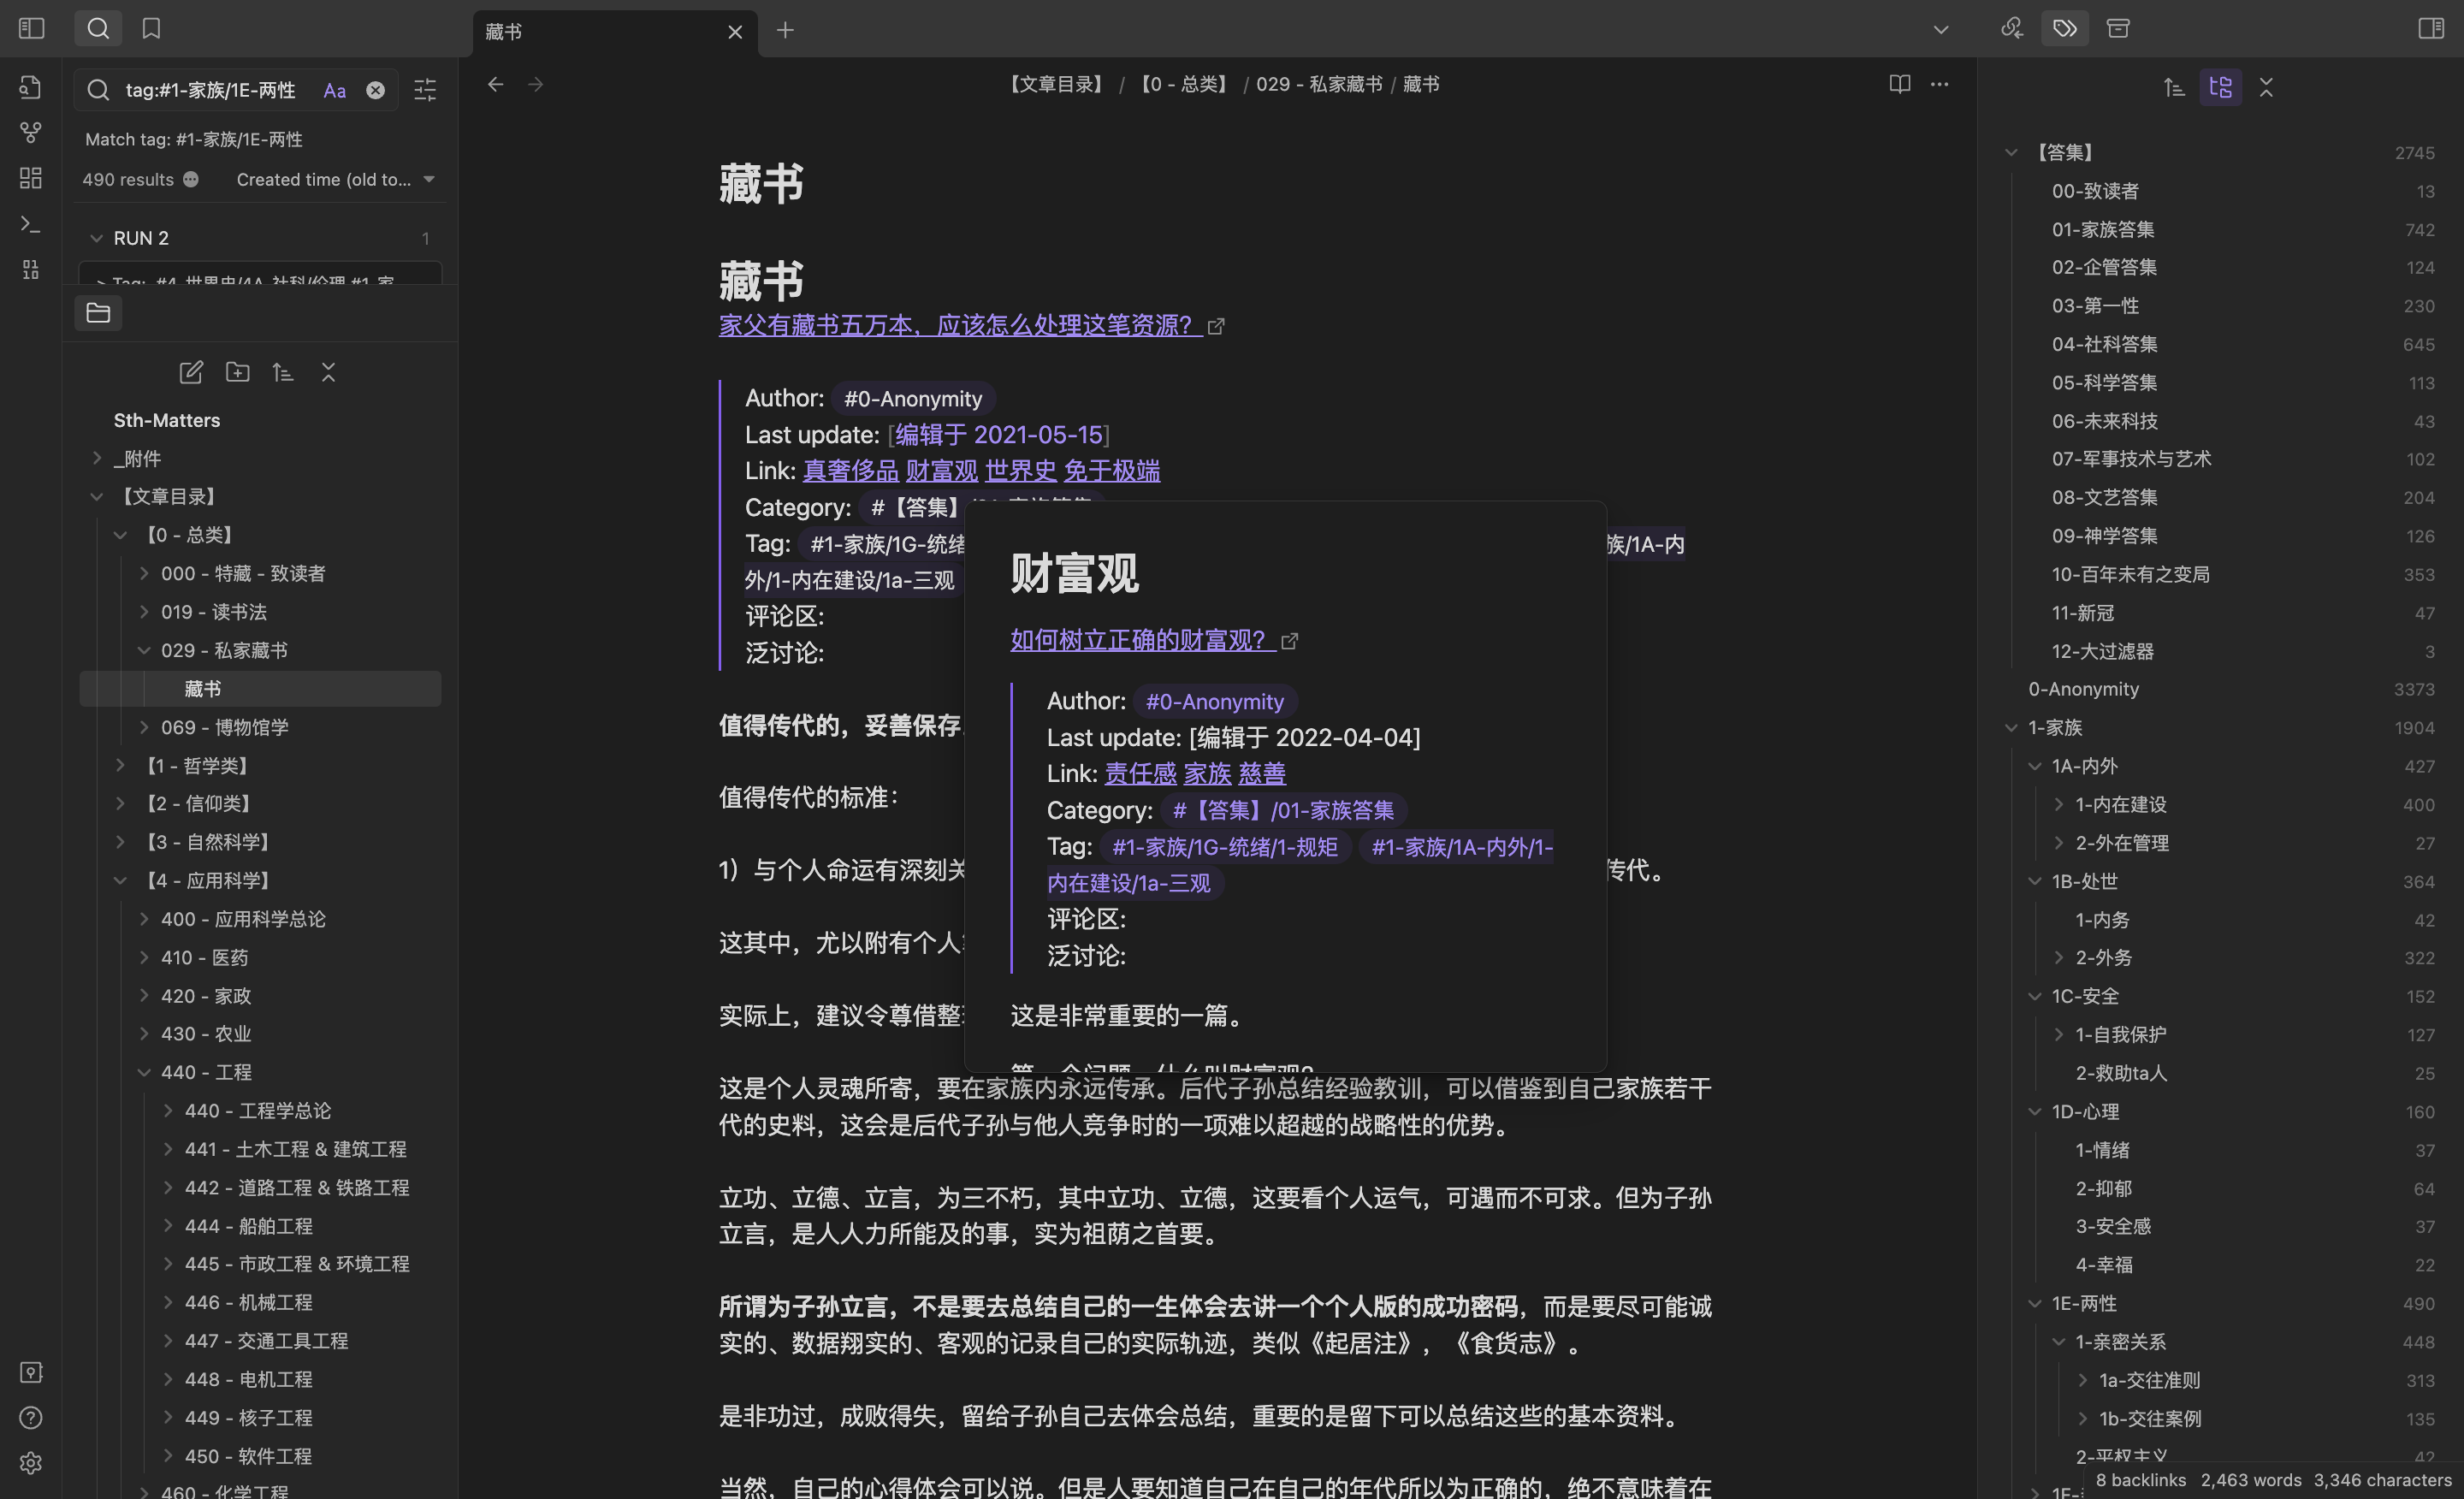 藏书
tag:#1-家族/1E-两性
Aa
Match tag: #1-家族/1E-两性
490 results
Created time (old to...
RUN 2
1
Tag: #4-世界史/4A-社科/伦理 #1-家
Sth-Matters
_附件
【文章目录】
【0 - 总类】
000 - 特藏 - 致读者
019 - 读书法
029 - 私家藏书
藏书
069 - 博物馆学
【1 - 哲学类】
【2 - 信仰类】
【3 - 自然科学】
【4 - 应用科学】
400 - 应用科学总论
410 - 医药
420 - 家政
430 - 农业
440 - 工程
440 - 工程学总论
441 - 土木工程 & 建筑工程
442 - 道路工程 & 铁路工程
444 - 船舶工程
445 - 市政工程 & 环境工程
446 - 机械工程
447 - 交通工具工程
448 - 电机工程
449 - 核子工程
450 - 软件工程
460 - 化学工程
【文章目录】 / 【0 - 总类】 / 029 - 私家藏书 / 藏书
藏书
藏书
家父有藏书五万本，应该怎么处理这笔资源？
Author: #0-Anonymity
Last update: [编辑于 2021-05-15]
Link: 真奢侈品 财富观 世界史 免于极端
Category: #【答集】
Tag: #1-家族/1G-统绪 族/1A-内
外/1-内在建设/1a-三观
评论区:
泛讨论:
值得传代的，妥善保存
值得传代的标准：
1）与个人命运有深刻关 传代。
这其中，尤以附有个人
实际上，建议令尊借整
这是个人灵魂所寄，要在家族内永远传承。后代子孙总结经验教训，可以借鉴到自己家族若干
代的史料，这会是后代子孙与他人竞争时的一项难以超越的战略性的优势。
立功、立德、立言，为三不朽，其中立功、立德，这要看个人运气，可遇而不可求。但为子孙
立言，是人人力所能及的事，实为祖荫之首要。
所谓为子孙立言，不是要去总结自己的一生体会去讲一个个人版的成功密码，而是要尽可能诚
实的、数据翔实的、客观的记录自己的实际轨迹，类似《起居注》，《食货志》。
是非功过，成败得失，留给子孙自己去体会总结，重要的是留下可以总结这些的基本资料。
当然，自己的心得体会可以说。但是人要知道自己在自己的年代所以为正确的，绝不意味着在
财富观
如何树立正确的财富观？
Author: #0-Anonymity
Last update: [编辑于 2022-04-04]
Link: 责任感 家族 慈善
Category: #【答集】/01-家族答集
Tag: #1-家族/1G-统绪/1-规矩 #1-家族/1A-内外/1-
内在建设/1a-三观
评论区:
泛讨论:
这是非常重要的一篇。
第一个问题，什么叫财富观？
【答集】 2745
00-致读者 13
01-家族答集 742
02-企管答集 124
03-第一性 230
04-社科答集 645
05-科学答集 113
06-未来科技 43
07-军事技术与艺术 102
08-文艺答集 204
09-神学答集 126
10-百年未有之变局 353
11-新冠 47
12-大过滤器 3
0-Anonymity 3373
1-家族 1904
1A-内外 427
1-内在建设 400
2-外在管理 27
1B-处世 364
1-内务 42
2-外务 322
1C-安全 152
1-自我保护 127
2-救助ta人 25
1D-心理 160
1-情绪 37
2-抑郁 64
3-安全感 37
4-幸福 22
1E-两性 490
1-亲密关系 448
1a-交往准则 313
1b-交往案例 135
2-平权主义 42
8 backlinks 2,463 words 3,346 characters